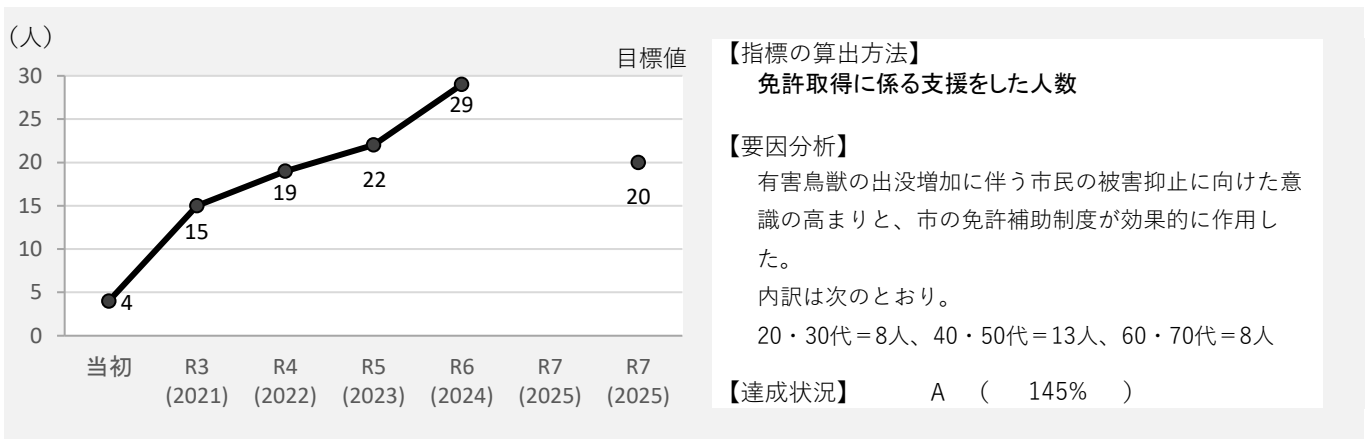 (人)
目標値
30
25
20
15
10
5
0
4
15
19
22
29
20
当初 R3 R4 R5 R6 R7 R7
(2021) (2022) (2023) (2024) (2025) (2025)
【指標の算出方法】
免許取得に係る支援をした人数
【要因分析】
有害鳥獣の出没増加に伴う市民の被害抑止に向けた意
識の高まりと、市の免許補助制度が効果的に作用し
た。
内訳は次のとおり。
20・30代＝8人、40・50代＝13人、60・70代＝8人
【達成状況】 A ( 145% )